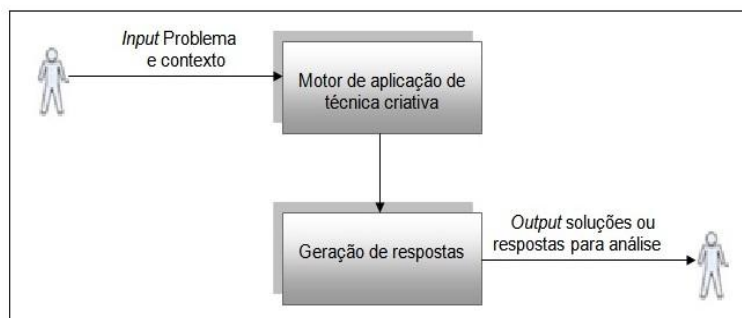 Input Problema
e contexto
Motor de aplicação de
técnica criativa
Geração de respostas
Output soluções ou
respostas para análise